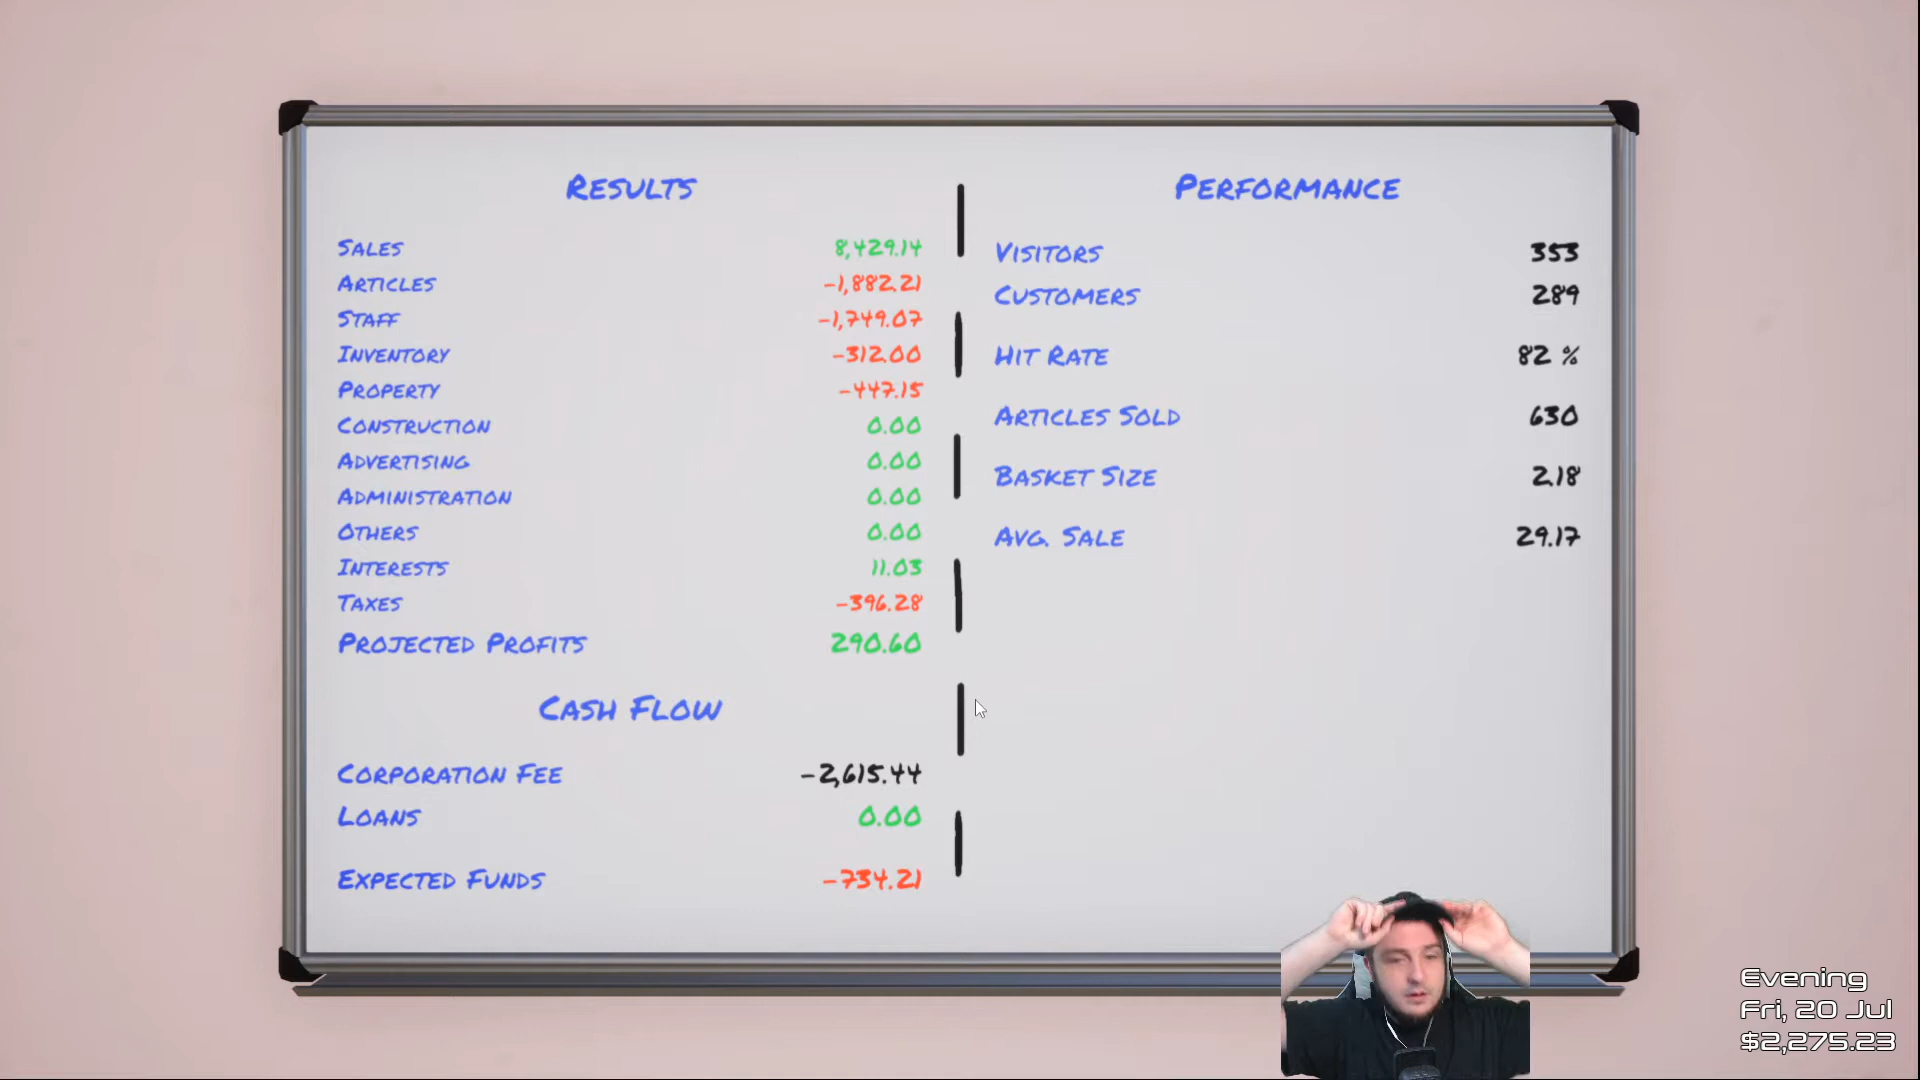 Results
Sales 8,429.14
Articles -1,882.21
Staff -1,749.07
Inventory -312.00
Property -447.15
Construction 0.00
Advertising 0.00
Administration 0.00
Others 0.00
Interests 11.03
Taxes -396.28
Projected Profits 290.60
Cash Flow
Corporation Fee -2,615.44
Loans 0.00
Expected Funds -734.21
Performance
Visitors 353
Customers 289
Hit Rate 82 %
Articles Sold 630
Basket Size 2.18
Avg. Sale 29.17
Evening
Fri, 20 Jul
$2,275.23